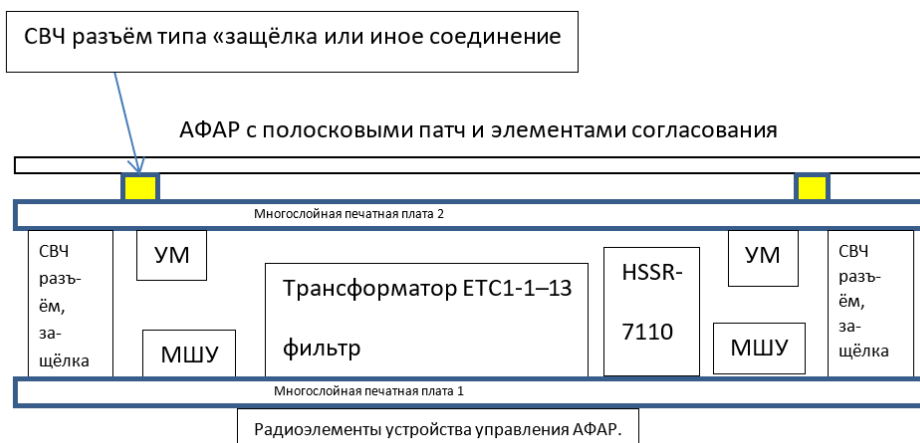 СВЧ разъём типа «защёлка или иное соединение
АФАР с полосковыми патч и элементами согласования
Многослойная печатная плата 2
СВЧ
разъ-
ём,
за-
щёлка
УМ
МШУ
Трансформатор ETC1-1–13
фильтр
HSSR-
7110
УМ
МШУ
СВЧ
разъ-
ём,
за-
щёлка
Многослойная печатная плата 1
Радиоэлементы устройства управления АФАР.